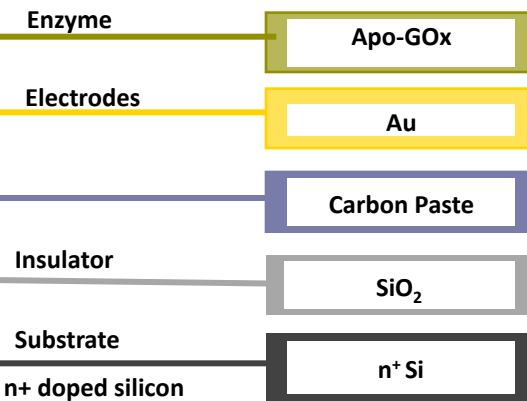 Enzyme
Apo-GOx
Electrodes
Au
Carbon Paste
Insulator
SiO₂
Substrate
n⁺ Si
n+ doped silicon